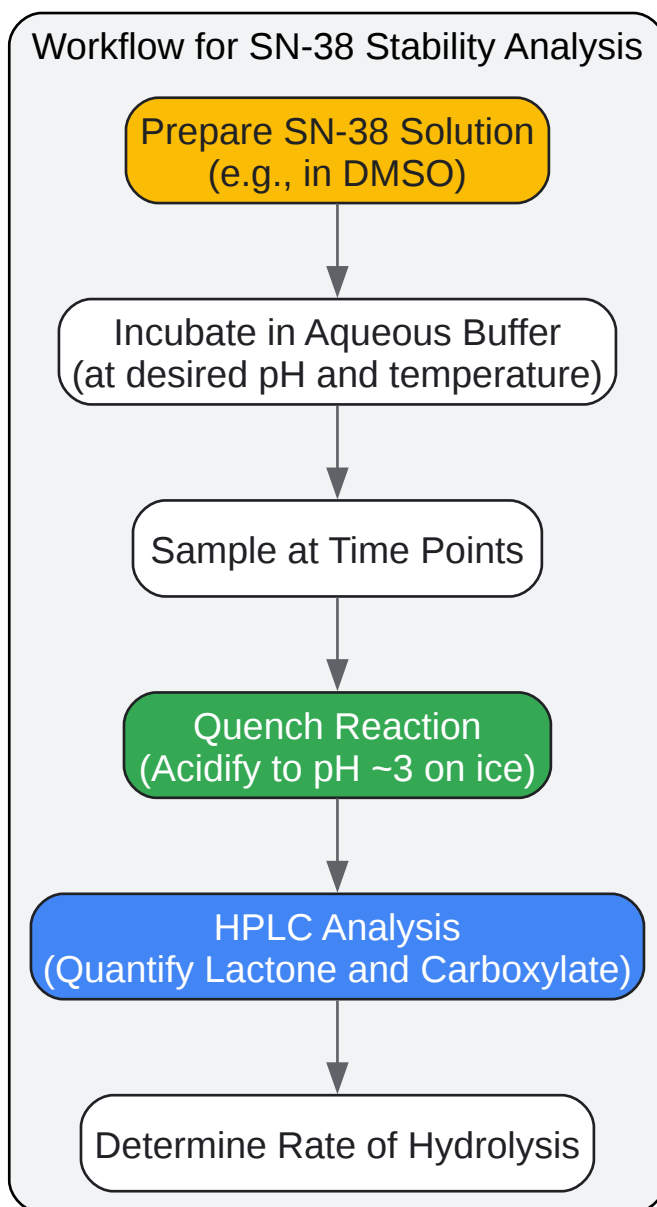 Workflow for SN-38 Stability Analysis
Prepare SN-38 Solution
(e.g., in DMSO)
Incubate in Aqueous Buffer
(at desired pH and temperature)
Sample at Time Points
Quench Reaction
(Acidify to pH ~3 on ice)
HPLC Analysis
(Quantify Lactone and Carboxylate)
Determine Rate of Hydrolysis